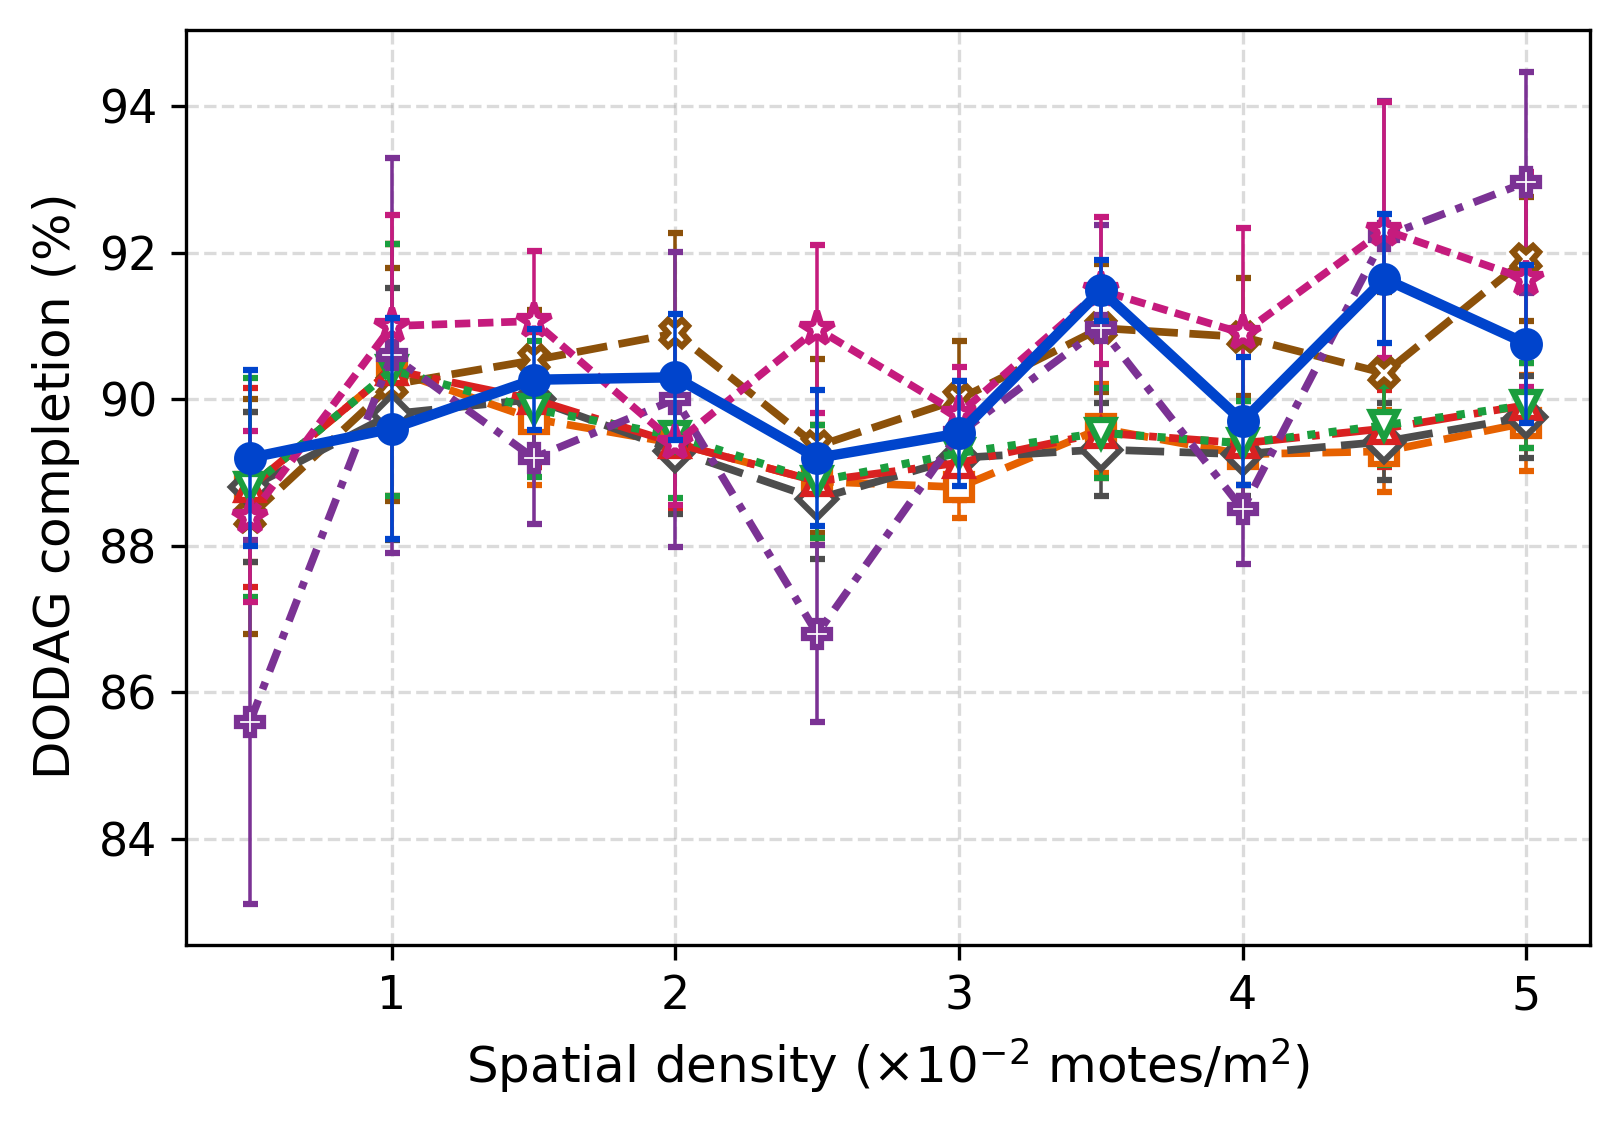 94
92
90
88
86
84
DODAG completion (%)
1 2 3 4 5
Spatial density (×10⁻² motes/m²)